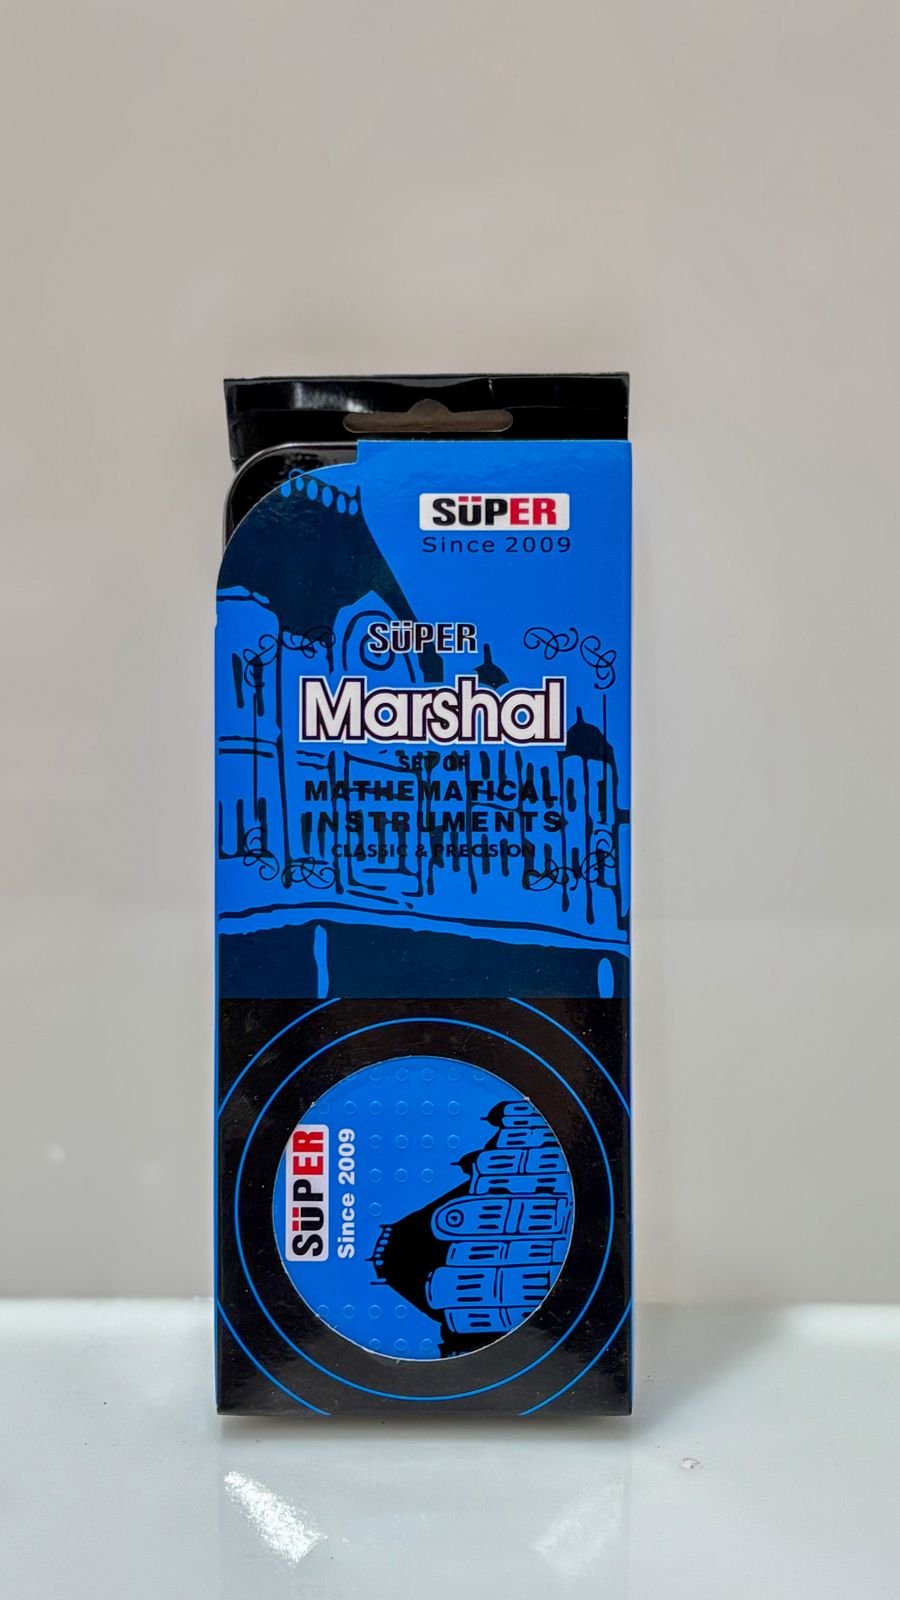 SÜPER
Since 2009
SÜPER
Marshal
SET OF
MATHEMATICAL
INSTRUMENTS
CLASSIC & PRECISION
SÜPER
Since 2009